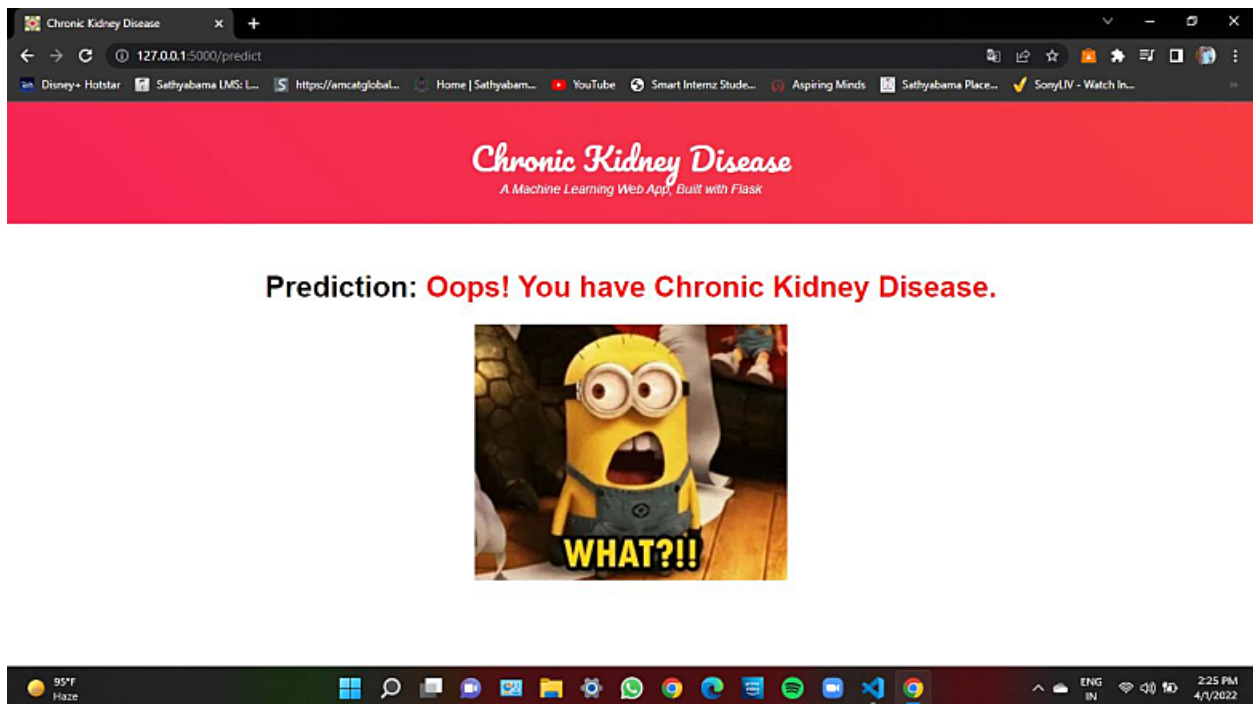 Chronic Kidney Disease
127.0.0.1:5000/predict
Disney+ Hotstar
Sathyabama LMS: L...
https://amcatglobal...
Home | Sathyabam...
YouTube
Smart Internz Stude...
Aspiring Minds
Sathyabama Place...
SonyLIV - Watch In...
Chronic Kidney Disease
A Machine Learning Web App, Built with Flask
Prediction: Oops! You have Chronic Kidney Disease.
WHAT?!!
95°F
Haze
ENG
IN
2:25 PM
4/1/2022